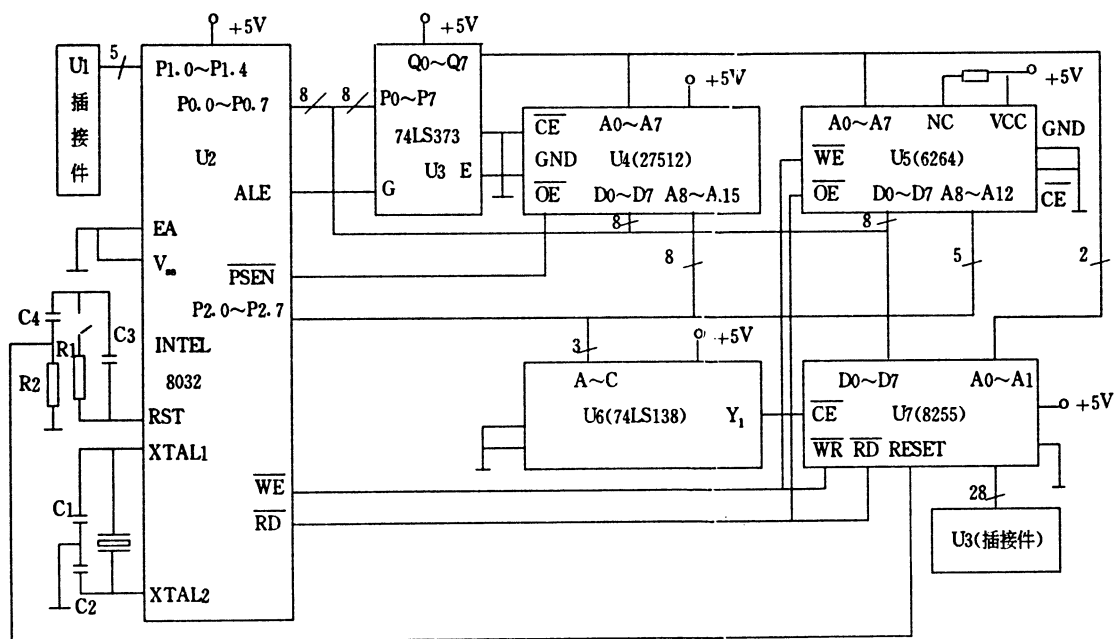 +5V
+5V
U1
插
接
件
5
P1.0~P1.4
P0.0~P0.7
U2
ALE
EA
V∞
PSEN
P2.0~P2.7
INTEL
8032
RST
XTAL1
WE
RD
XTAL2
8
8
Q0~Q7
P0~P7
74LS373
U3 E
G
+5V
CE A0~A7
GND U4(27512)
OE D0~D7 A8~A.15
8
8
+5V
A0~A7 NC VCC
GND
WE U5(6264)
OE D0~D7 A8~A12
CE
8
5
2
C4
R1
C3
R2
C1
C2
3
+5V
A~C
U6(74LS138) Y1
D0~D7 A0~A1
CE U7(8255)
+5V
WR RD RESET
28
U3(插接件)